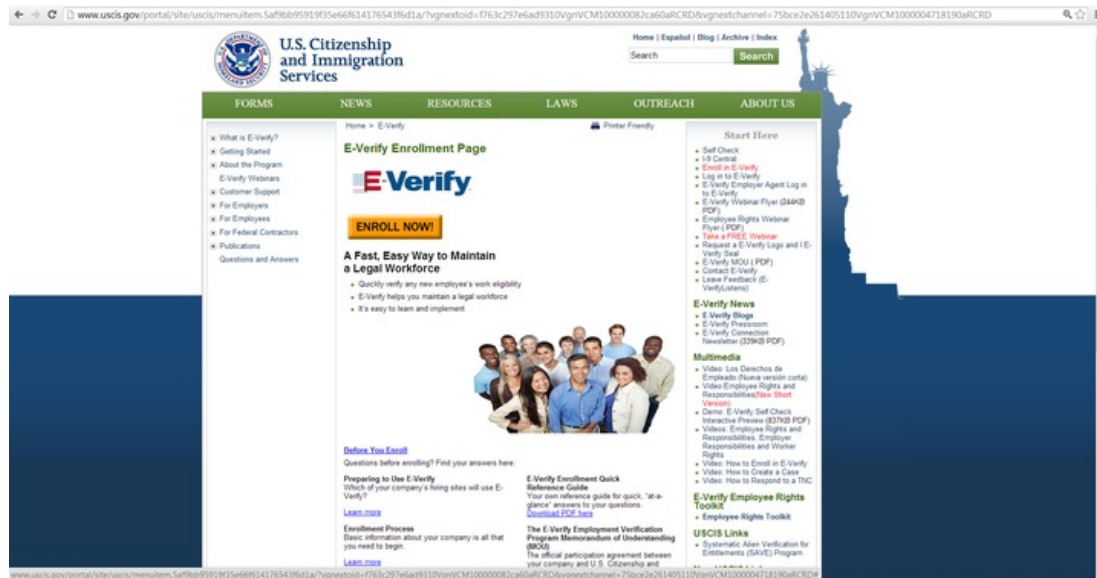 www.uscis.gov/portal/site/uscis/menuitem.5af9bb95919f35e66f614176543f6d1a/?vgnextoid=f763c297e6ad9310VgnVCM100000082ca60aRCRD&vgnextchannel=75bce2e261405110VgnVCM1000004718190aRCRD
U.S. Citizenship
and Immigration
Services
Home | Español | Blog | Archive | Index
Search
Search
FORMS NEWS RESOURCES LAWS OUTREACH ABOUT US
What is E-Verify?
Getting Started
About the Program
E-Verify Webinars
Customer Support
For Employers
For Employees
For Federal Contractors
Publications
Questions and Answers
Home > E-Verify
Printer Friendly
E-Verify Enrollment Page
E-Verify
ENROLL NOW!
A Fast, Easy Way to Maintain
a Legal Workforce
Quickly verify any new employee's work eligibility
E-Verify helps you maintain a legal workforce
It's easy to learn and implement
Before You Enroll
Questions before enrolling? Find your answers here:
Preparing to Use E-Verify
Which of your company's hiring sites will use E-
Verify?
Learn more
Enrollment Process
Basic information about your company is all that
you need to begin.
Learn more
E-Verify Enrollment Quick
Reference Guide
Your own reference guide for quick, "at-a-
glance" answers to your questions.
Download PDF here
The E-Verify Employment Verification
Program Memorandum of Understanding
(MOU)
The official participation agreement between
your company and U.S. Citizenship and
Start Here
Self Check
I-9 Central
Enroll in E-Verify
Log in to E-Verify
E-Verify Employer Agent Log in
to E-Verify
E-Verify Webinar Flyer (244KB
PDF)
Employee Rights Webinar
Flyer ( PDF)
Take a FREE Webinar
Request a E-Verify Logo and I E-
Verify Seal
E-Verify MOU ( PDF)
Contact E-Verify
Leave Feedback (E-
VerifyListens)
E-Verify News
E-Verify Blogs
E-Verify Pressroom
E-Verify Connection
Newsletter (339KB PDF)
Multimedia
Video: Los Derechos de
Empleado (Nueva versión corta)
Video:Employee Rights and
Responsibilities(New Short
Version)
Demo: E-Verify Self Check
Interactive Preview (837KB PDF)
Videos: Employee Rights and
Responsibilities, Employer
Responsibilities and Worker
Rights
Video: How to Enroll in E-Verify
Video: How to Create a Case
Video: How to Respond to a TNC
E-Verify Employee Rights
Toolkit
Employee Rights Toolkit
USCIS Links
Systematic Alien Verification for
Entitlements (SAVE) Program